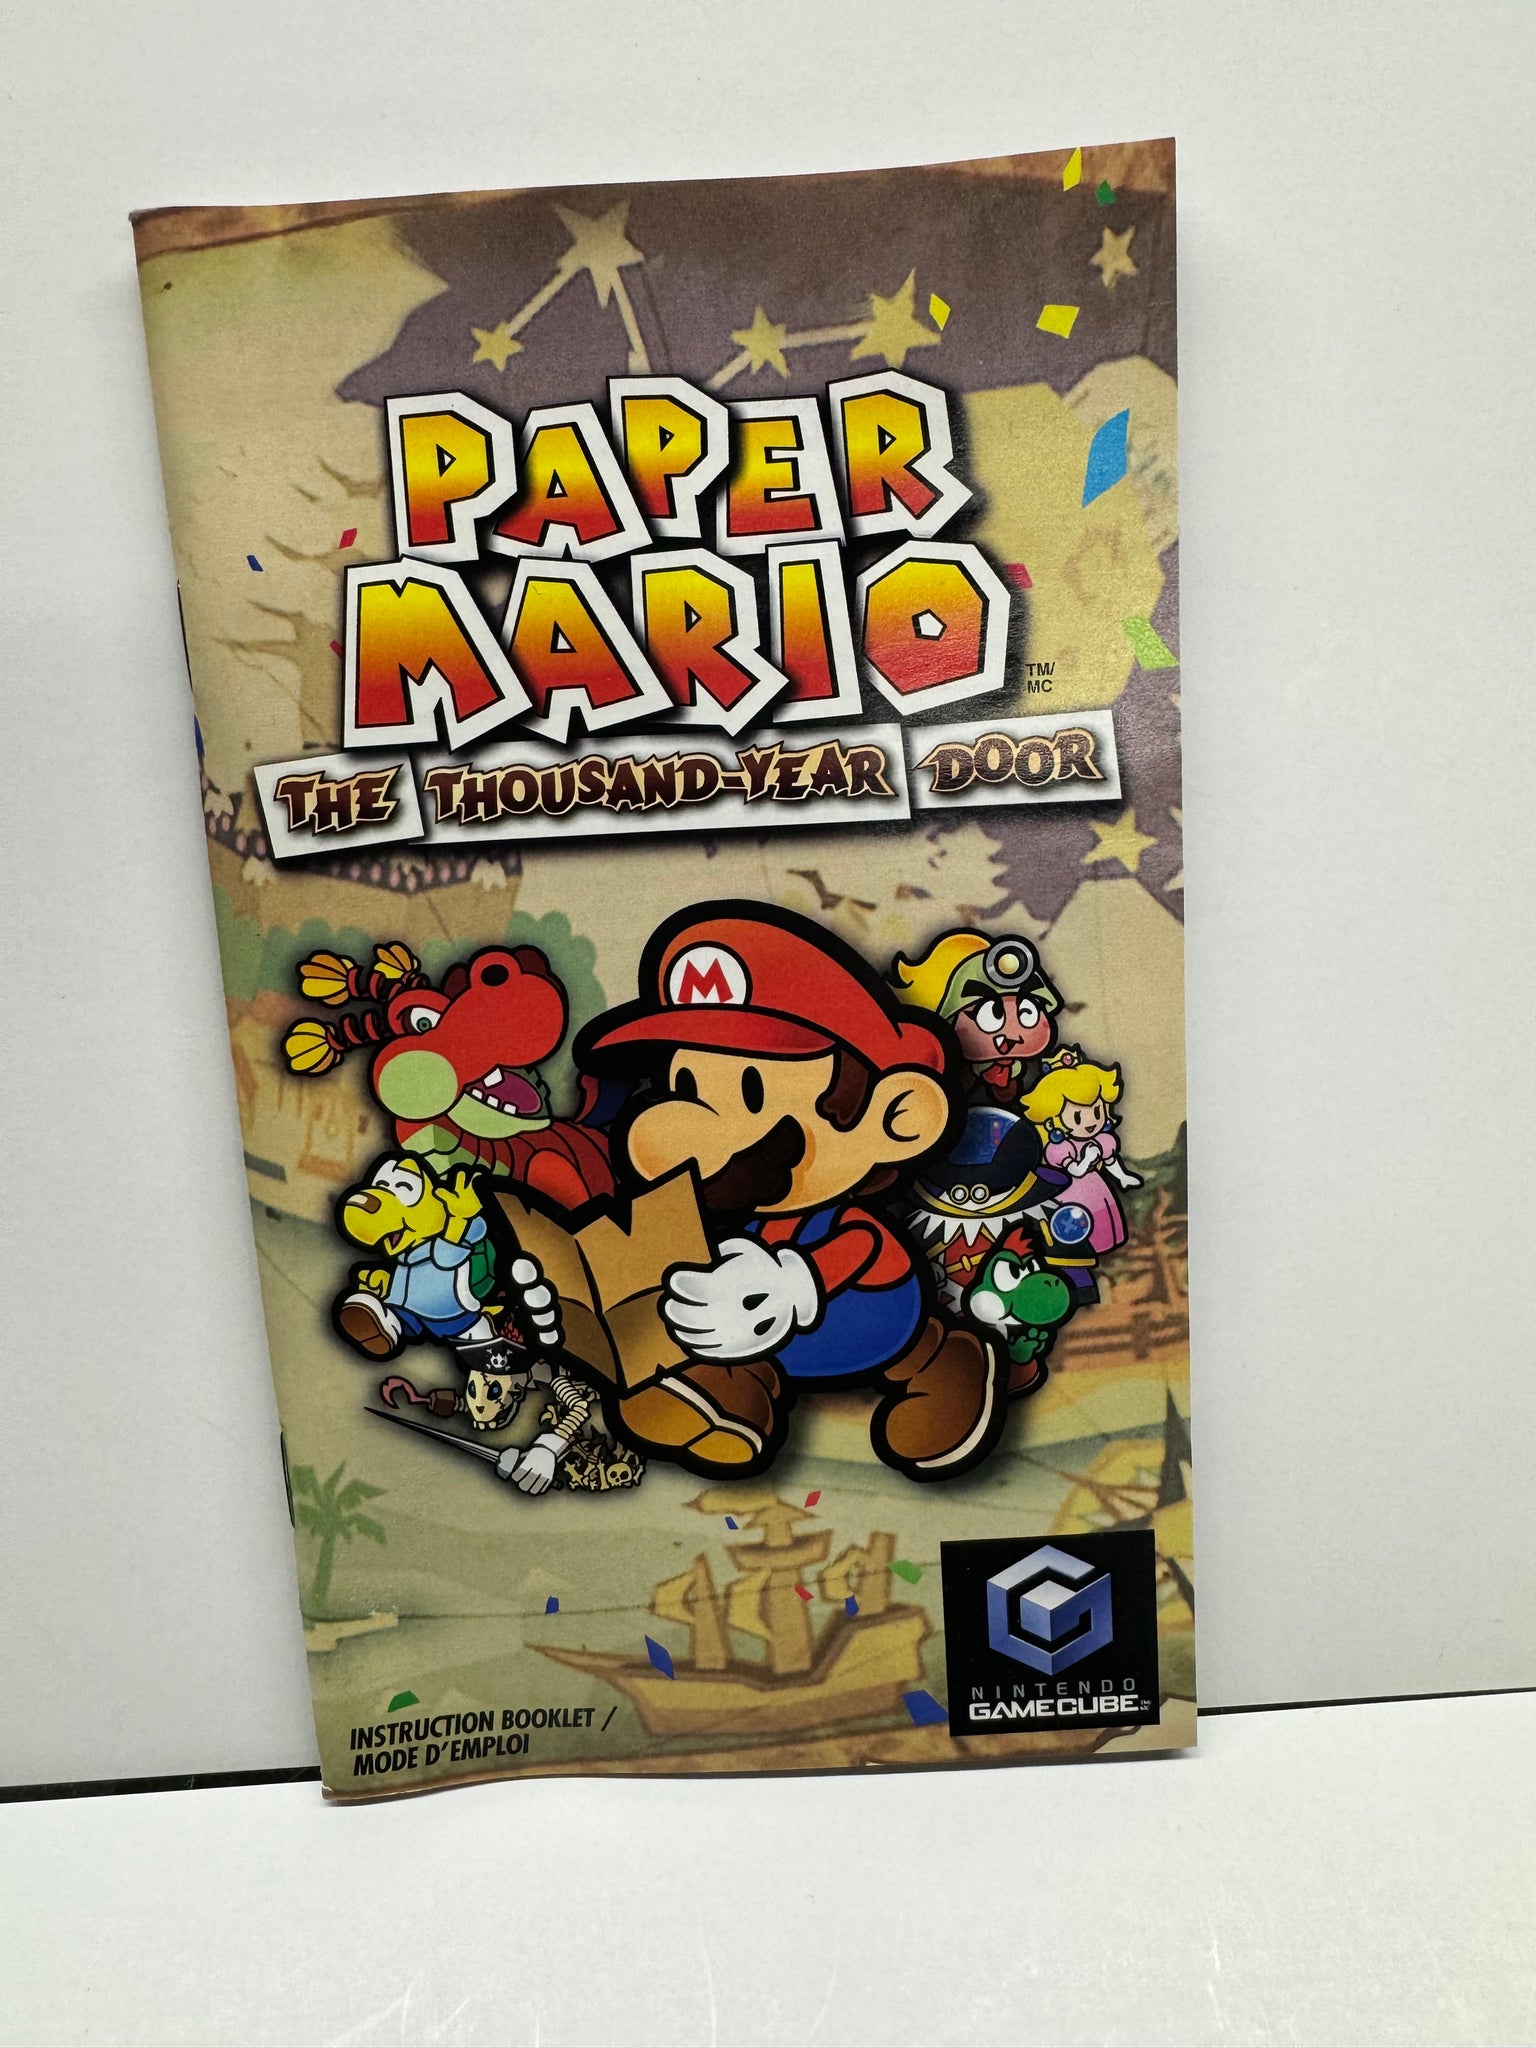 PAPER
MARIO
TM/
MC
THE THOUSAND-YEAR DOOR
M
INSTRUCTION BOOKLET /
MODE D'EMPLOI
NINTENDO
GAMECUBE